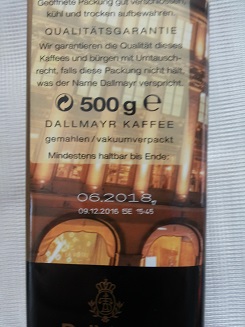 Geöffnete Packung gut verschlossen,
kühl und trocken aufbewahren.
QUALITÄTSGARANTIE
Wir garantieren die Qualität dieses
Kaffees und bürgen mit Umtausch-
recht, falls diese Packung nicht hält,
was der Name Dallmayr verspricht.
500 g e
DALLMAYR KAFFEE
gemahlen/vakuumverpackt
Mindestens haltbar bis Ende:
06.2018
09.12.2016 5E 15:45